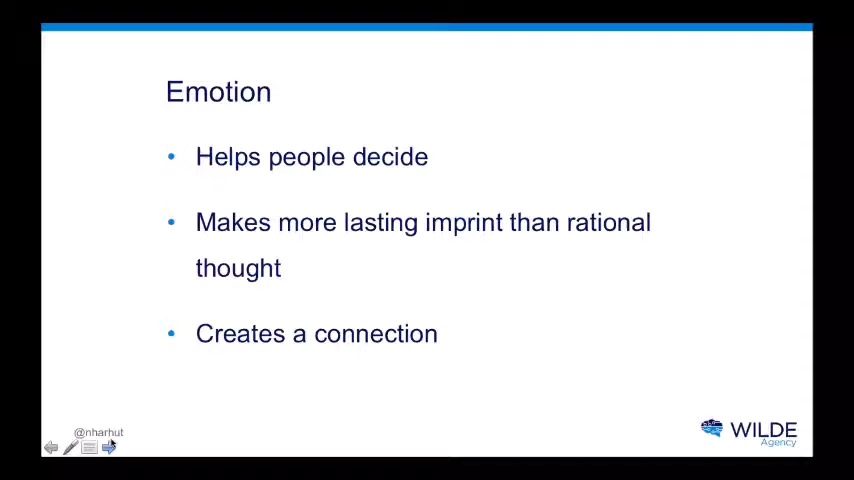 Emotion
• Helps people decide
• Makes more lasting imprint than rational
thought
• Creates a connection
@nharhut
WILDE
Agency